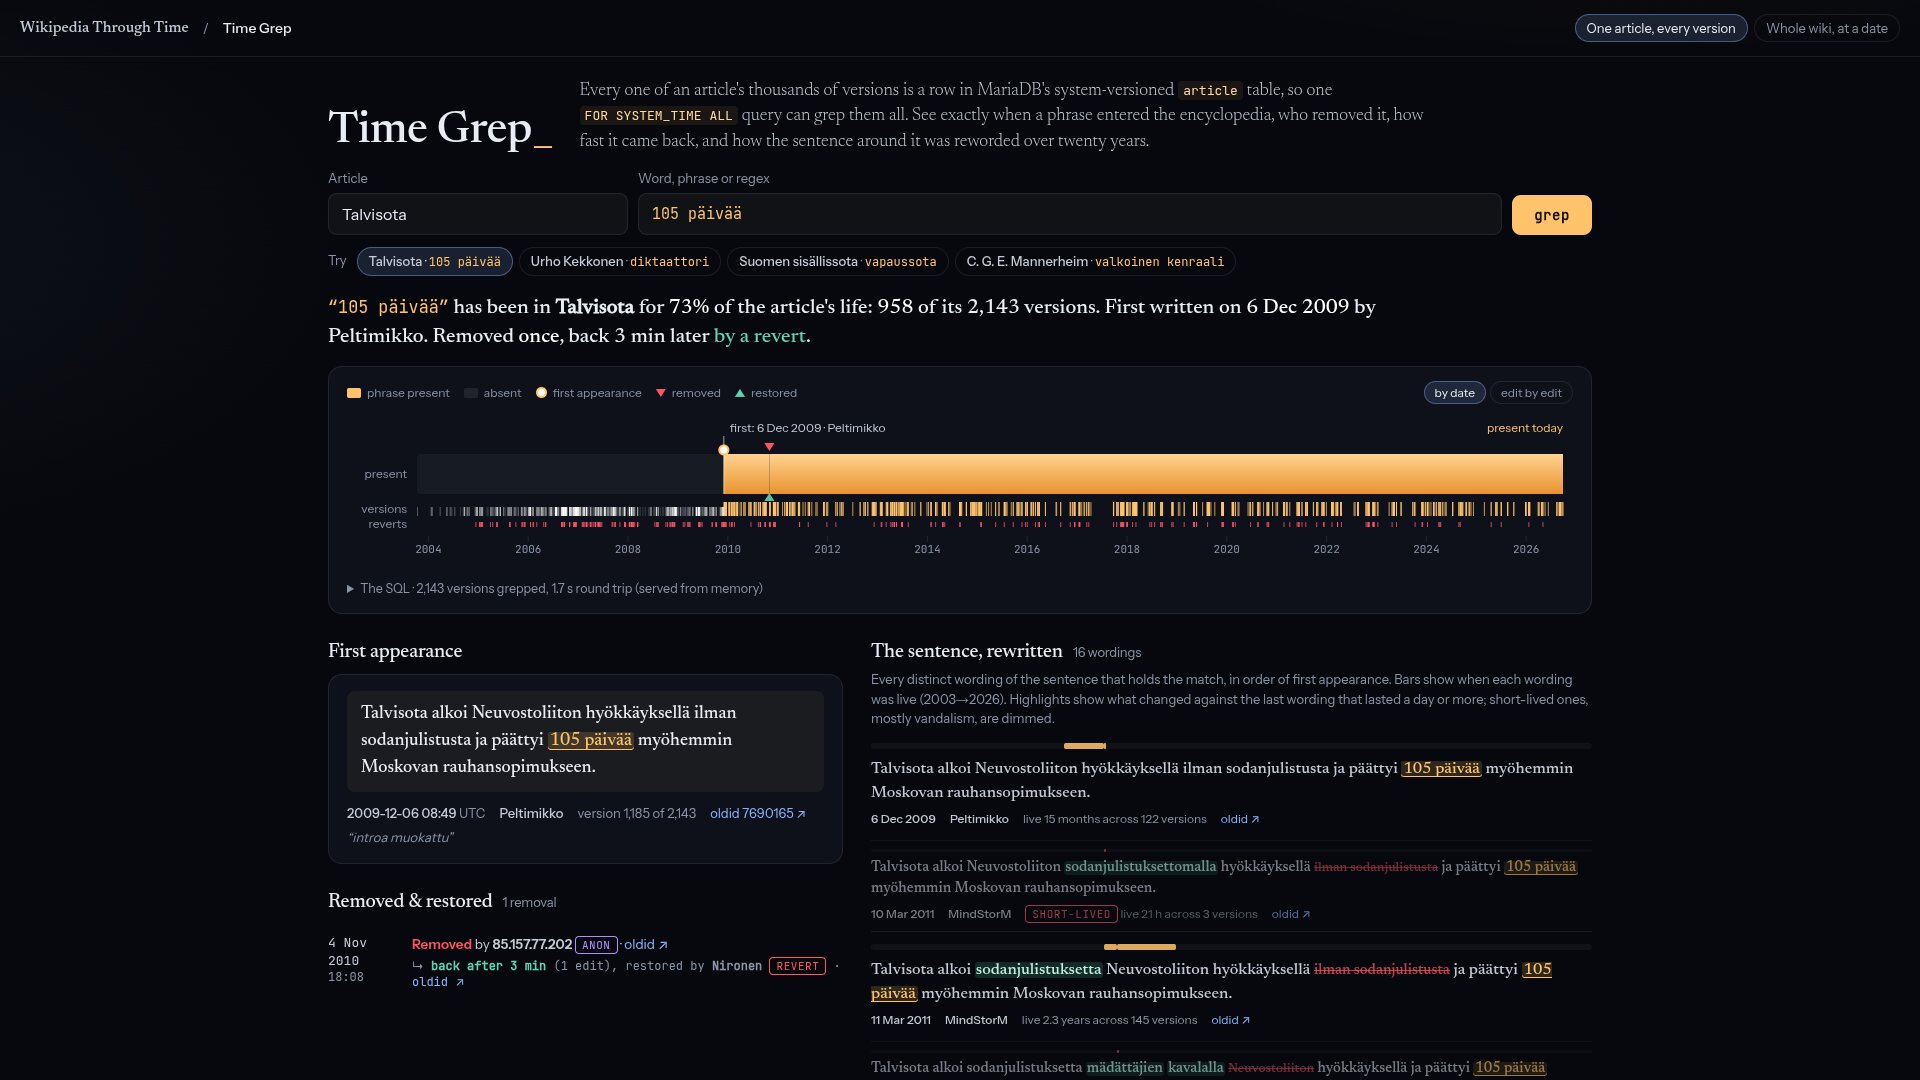 Wikipedia Through Time / Time Grep
One article, every version
Whole wiki, at a date
Time Grep_
Every one of an article's thousands of versions is a row in MariaDB's system-versioned article table, so one
FOR SYSTEM_TIME ALL query can grep them all. See exactly when a phrase entered the encyclopedia, who removed it, how
fast it came back, and how the sentence around it was reworded over twenty years.
Article
Word, phrase or regex
Talvisota
105 päivää
grep
Try
Talvisota · 105 päivää
Urho Kekkonen · diktaattori
Suomen sisällissota · vapaussota
C. G. E. Mannerheim · valkoinen kenraali
“105 päivää” has been in Talvisota for 73% of the article's life: 958 of its 2,143 versions. First written on 6 Dec 2009 by
Peltimikko. Removed once, back 3 min later by a revert.
phrase present
absent
first appearance
removed
restored
by date
edit by edit
first: 6 Dec 2009 · Peltimikko
present today
present
versions
reverts
2004 2006 2008 2010 2012 2014 2016 2018 2020 2022 2024 2026
▶ The SQL · 2,143 versions grepped, 1.7 s round trip (served from memory)
First appearance
Talvisota alkoi Neuvostoliiton hyökkäyksellä ilman
sodanjulistusta ja päättyi 105 päivää myöhemmin
Moskovan rauhansopimukseen.
2009-12-06 08:49 UTC Peltimikko version 1,185 of 2,143 oldid 7690165 ↗
“introa muokattu”
Removed & restored 1 removal
4 Nov
2010
18:08
Removed by 85.157.77.202 ANON · oldid ↗
↪ back after 3 min (1 edit), restored by Nironen REVERT ·
oldid ↗
The sentence, rewritten 16 wordings
Every distinct wording of the sentence that holds the match, in order of first appearance. Bars show when each wording
was live (2003→2026). Highlights show what changed against the last wording that lasted a day or more; short-lived ones,
mostly vandalism, are dimmed.
Talvisota alkoi Neuvostoliiton hyökkäyksellä ilman sodanjulistusta ja päättyi 105 päivää myöhemmin
Moskovan rauhansopimukseen.
6 Dec 2009 Peltimikko live 15 months across 122 versions oldid ↗
Talvisota alkoi Neuvostoliiton sodanjulistuksettomalla hyökkäyksellä ilman sodanjulistusta ja päättyi 105 päivää
myöhemmin Moskovan rauhansopimukseen.
10 Mar 2011 MindStorM SHORT-LIVED live 21 h across 3 versions oldid ↗
Talvisota alkoi sodanjulistuksetta Neuvostoliiton hyökkäyksellä ilman sodanjulistusta ja päättyi 105
päivää myöhemmin Moskovan rauhansopimukseen.
11 Mar 2011 MindStorM live 2.3 years across 145 versions oldid ↗
Talvisota alkoi sodanjulistuksetta mädättäjien kavalalla Neuvostoliiton hyökkäyksellä ja päättyi 105 päivää